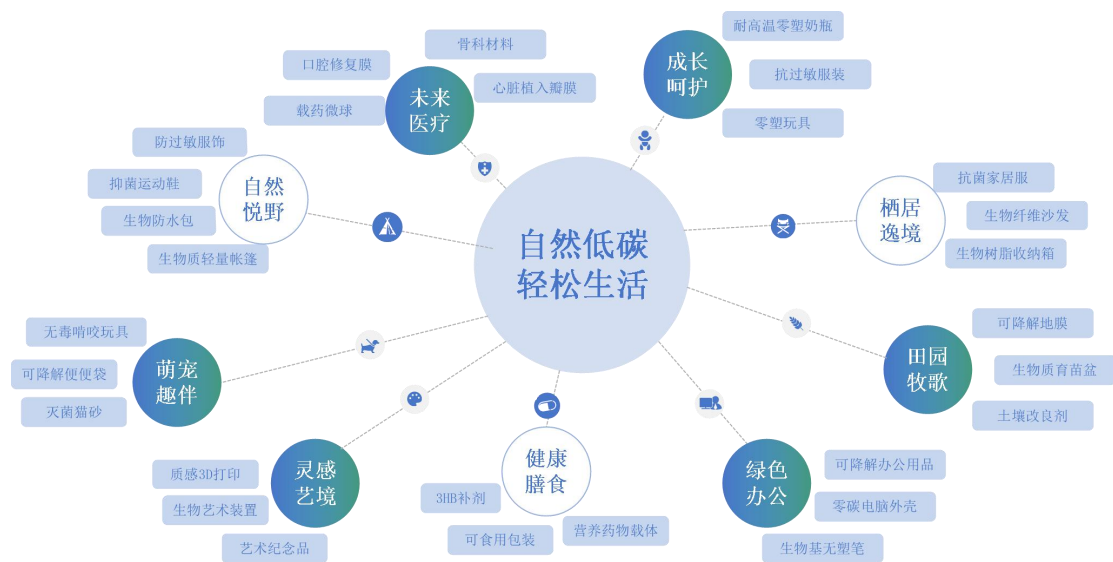 自然低碳
轻松生活
未来
医疗
骨科材料
口腔修复膜
心脏植入瓣膜
载药微球
成长
呵护
耐高温零塑奶瓶
抗过敏服装
零塑玩具
自然
悦野
防过敏服饰
抑菌运动鞋
生物防水包
生物质轻量帐篷
栖居
逸境
抗菌家居服
生物纤维沙发
生物树脂收纳箱
萌宠
趣伴
无毒啃咬玩具
可降解便便袋
灭菌猫砂
田园
牧歌
可降解地膜
生物质育苗盆
土壤改良剂
灵感
艺境
质感3D打印
生物艺术装置
艺术纪念品
健康
膳食
3HB补剂
可食用包装
营养药物载体
绿色
办公
可降解办公用品
零碳电脑外壳
生物基无塑笔